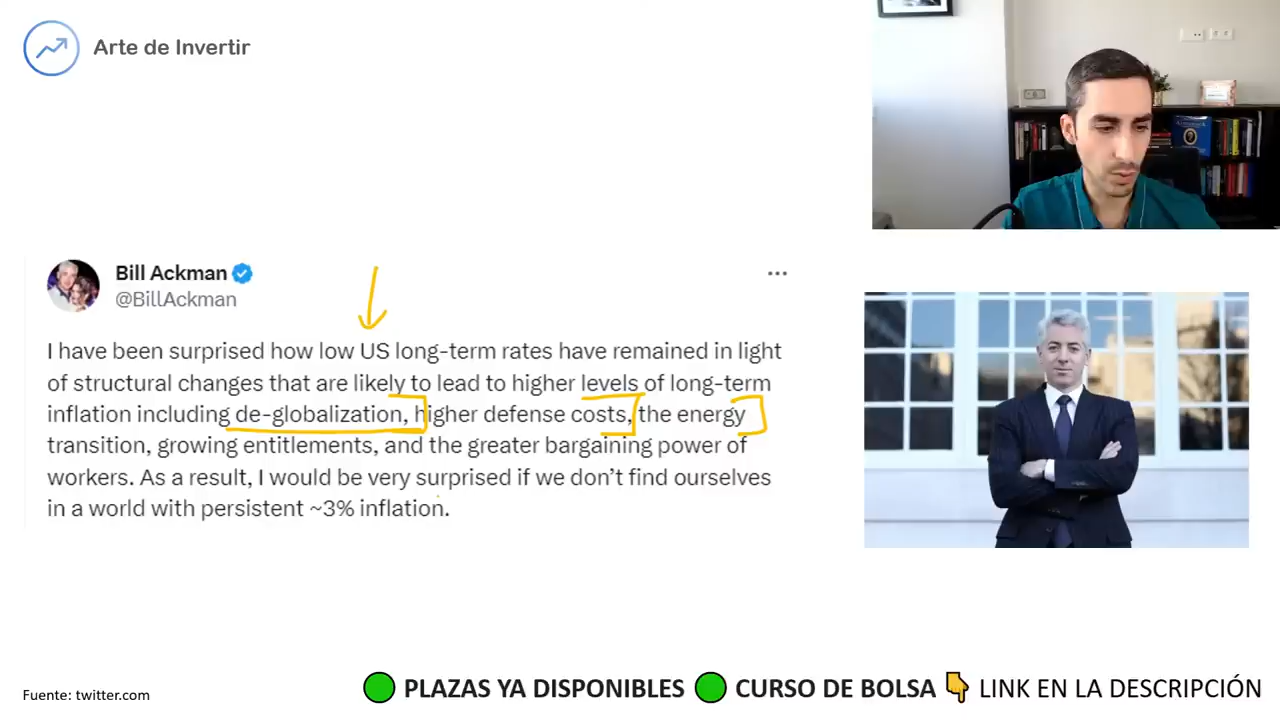 Arte de Invertir
Bill Ackman
@BillAckman
I have been surprised how low US long-term rates have remained in light
of structural changes that are likely to lead to higher levels of long-term
inflation including de-globalization, higher defense costs, the energy
transition, growing entitlements, and the greater bargaining power of
workers. As a result, I would be very surprised if we don’t find ourselves
in a world with persistent ~3% inflation.
Fuente: twitter.com
PLAZAS YA DISPONIBLES CURSO DE BOLSA LINK EN LA DESCRIPCIÓN